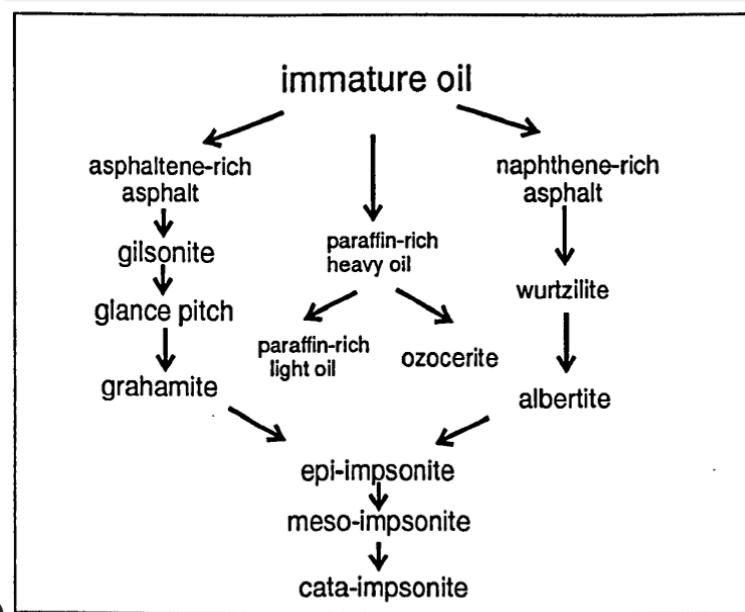 immature oil
asphaltene-rich
asphalt
naphthene-rich
asphalt
gilsonite
paraffin-rich
heavy oil
wurtzilite
glance pitch
paraffin-rich
light oil
ozocerite
grahamite
albertite
epi-impsonite
meso-impsonite
cata-impsonite